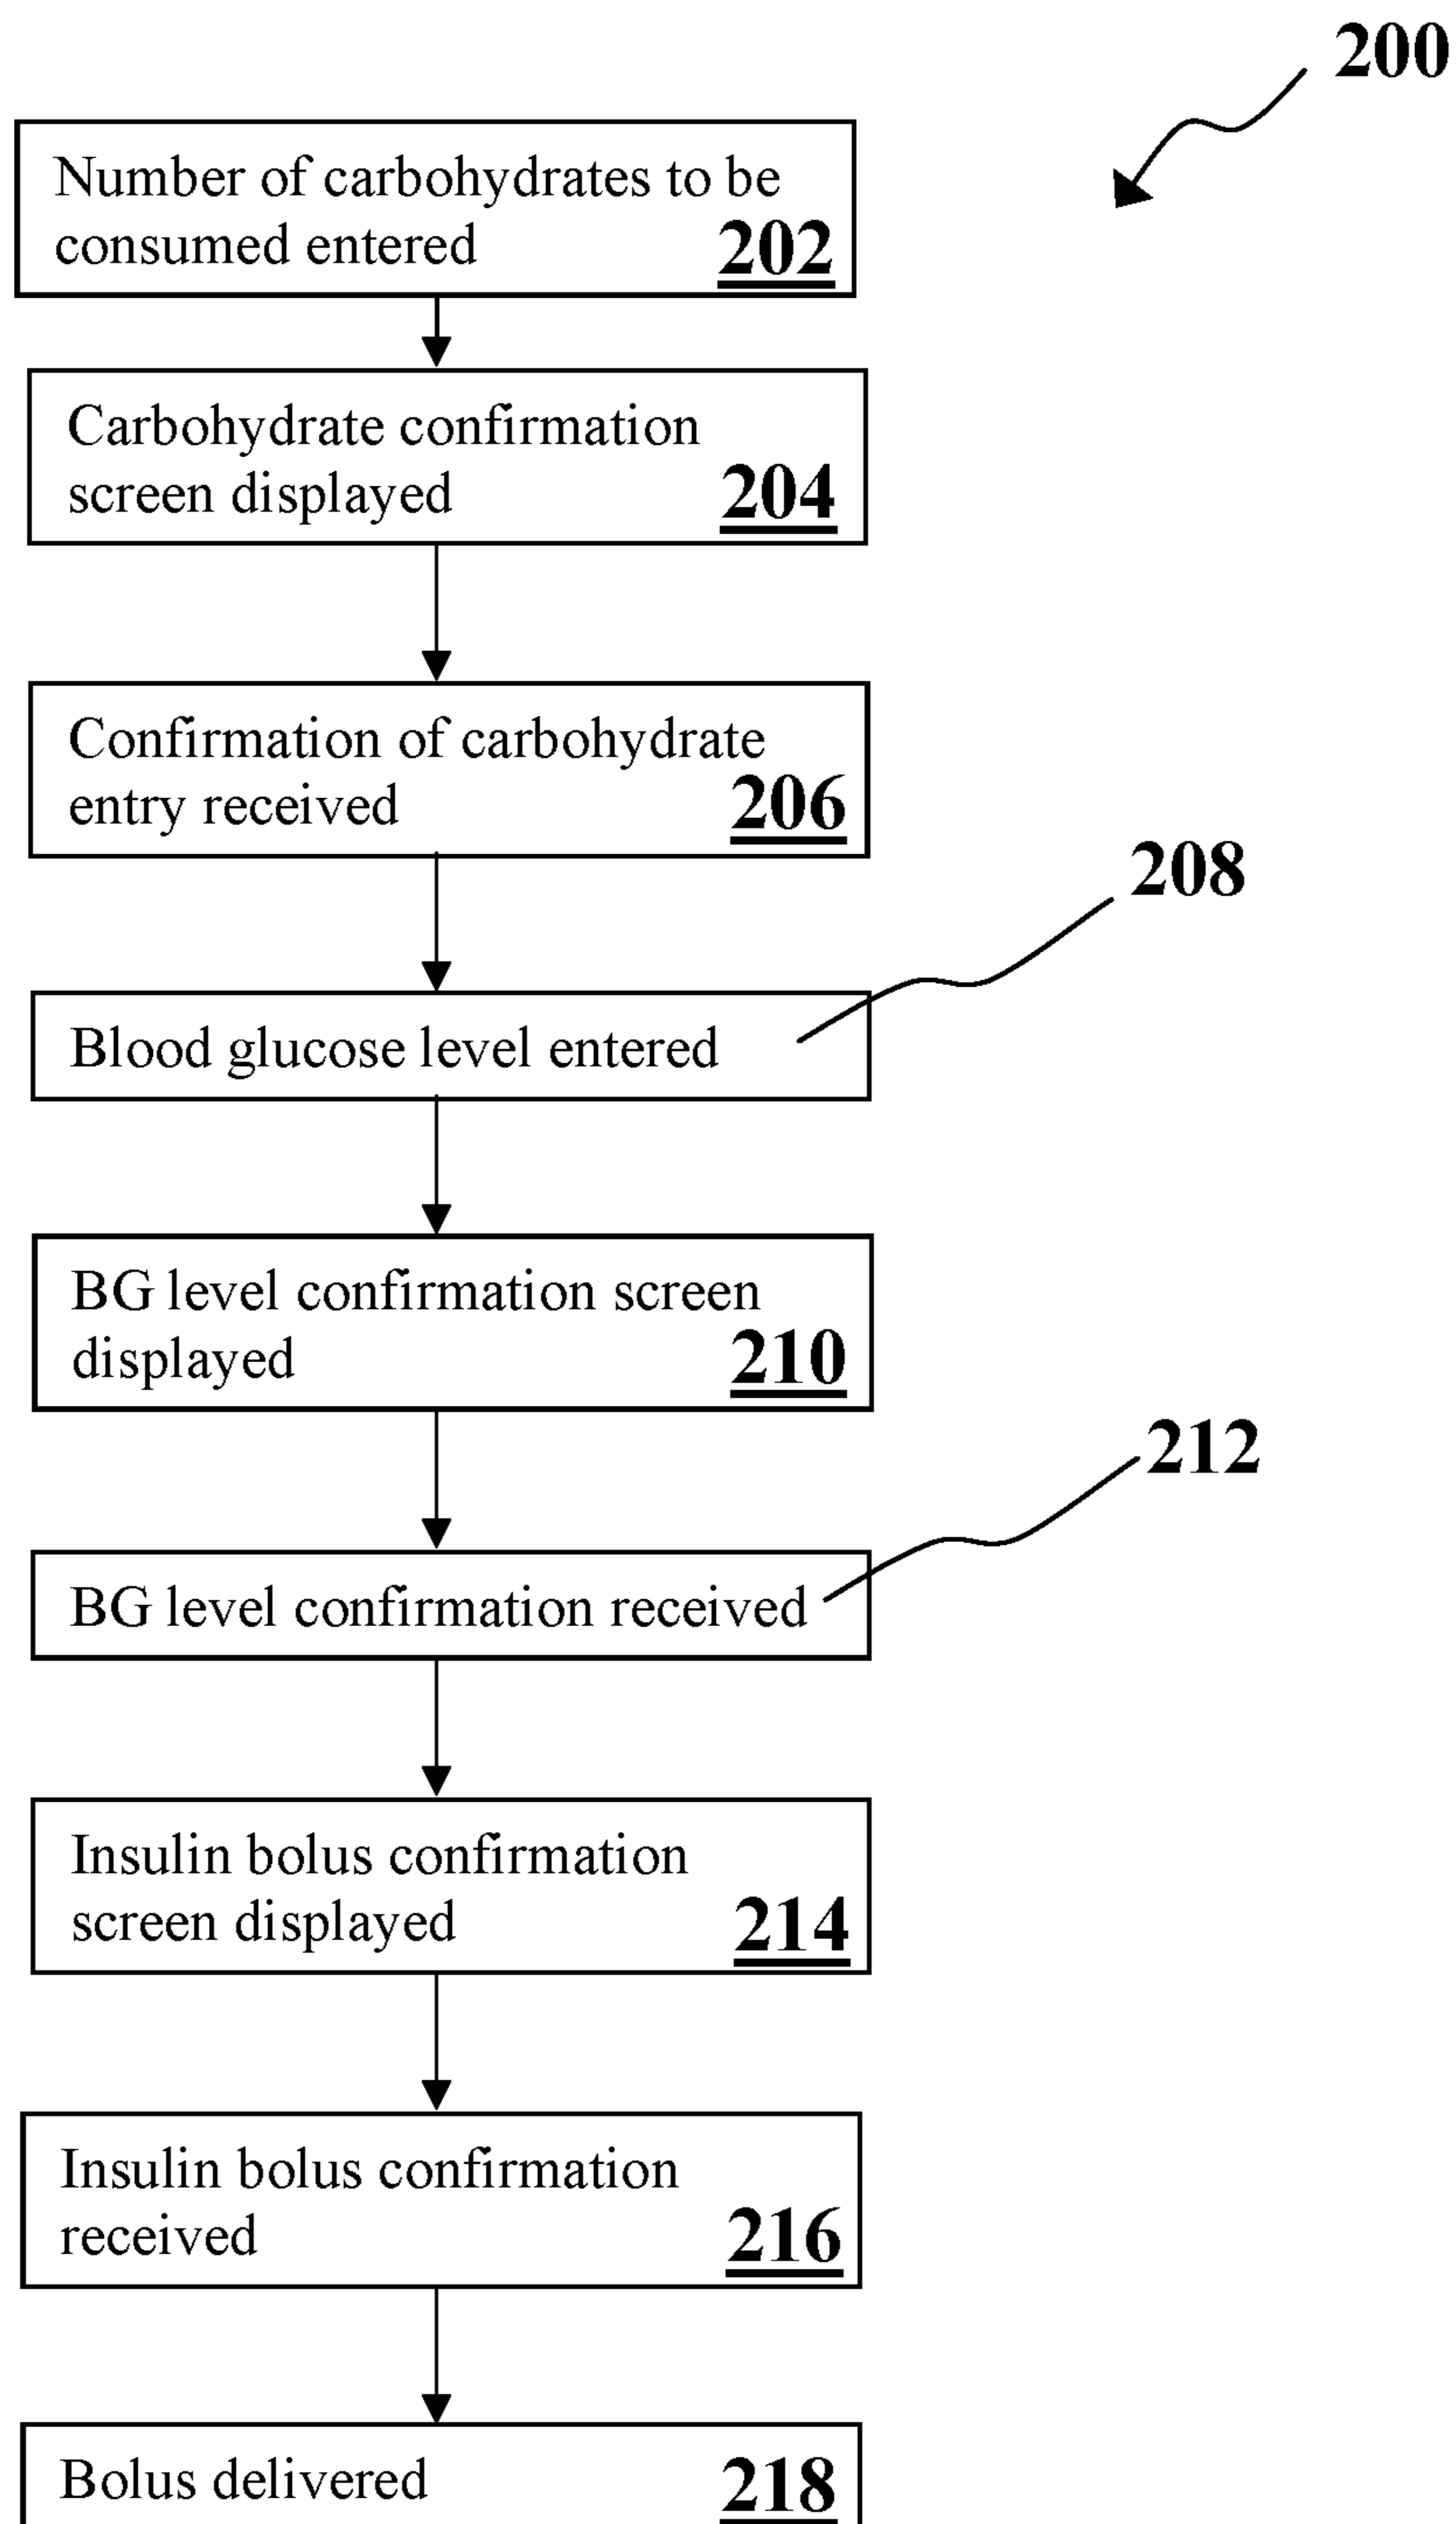 200
Number of carbohydrates to be
consumed entered
202
Carbohydrate confirmation
screen displayed
204
Confirmation of carbohydrate
entry received
206
208
Blood glucose level entered
BG level confirmation screen
displayed
210
212
BG level confirmation received
Insulin bolus confirmation
screen displayed
214
Insulin bolus confirmation
received
216
Bolus delivered
218